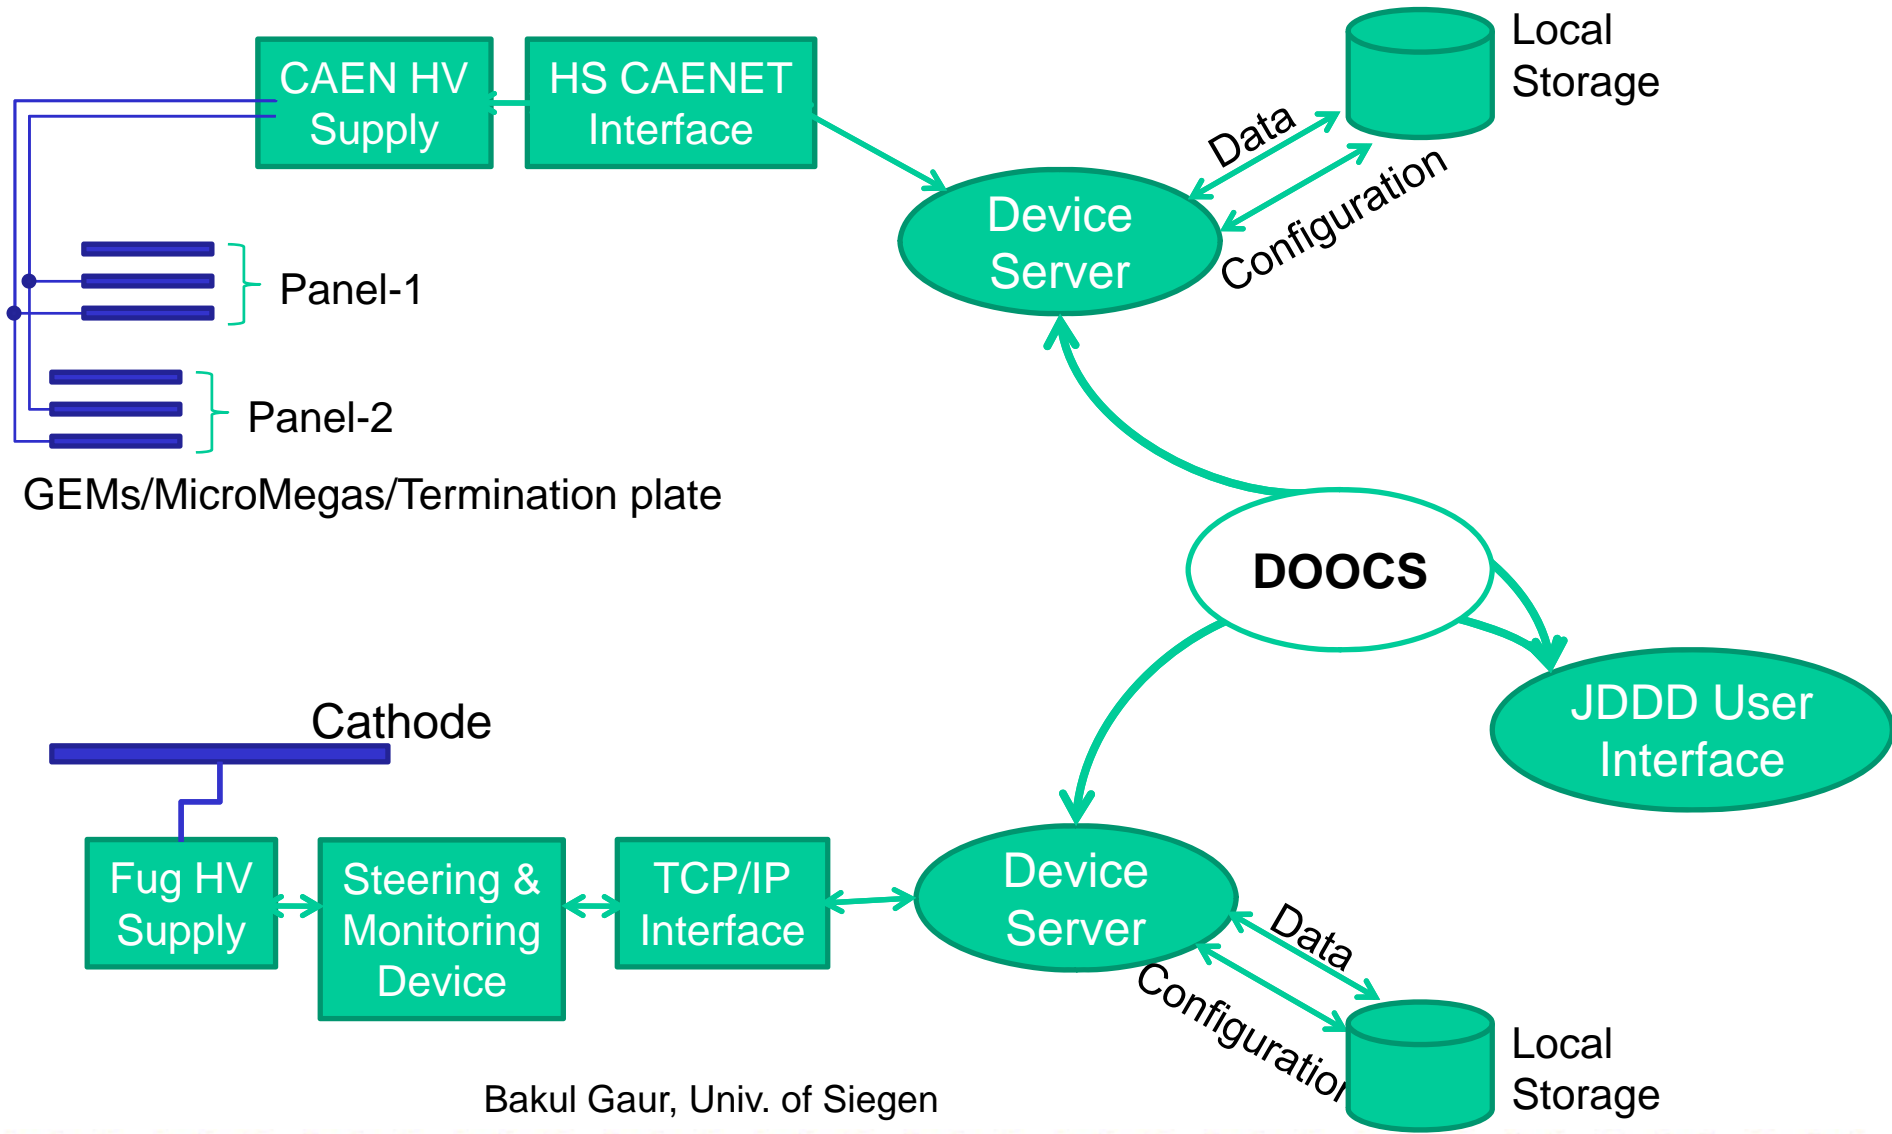 CAEN HV
Supply
HS CAENET
Interface
Local
Storage
Data
Configuration
Device
Server
Panel-1
Panel-2
GEMs/MicroMegas/Termination plate
DOOCS
JDDD User
Interface
Cathode
Fug HV
Supply
Steering &
Monitoring
Device
TCP/IP
Interface
Device
Server
Data
Configuration
Local
Storage
Bakul Gaur, Univ. of Siegen